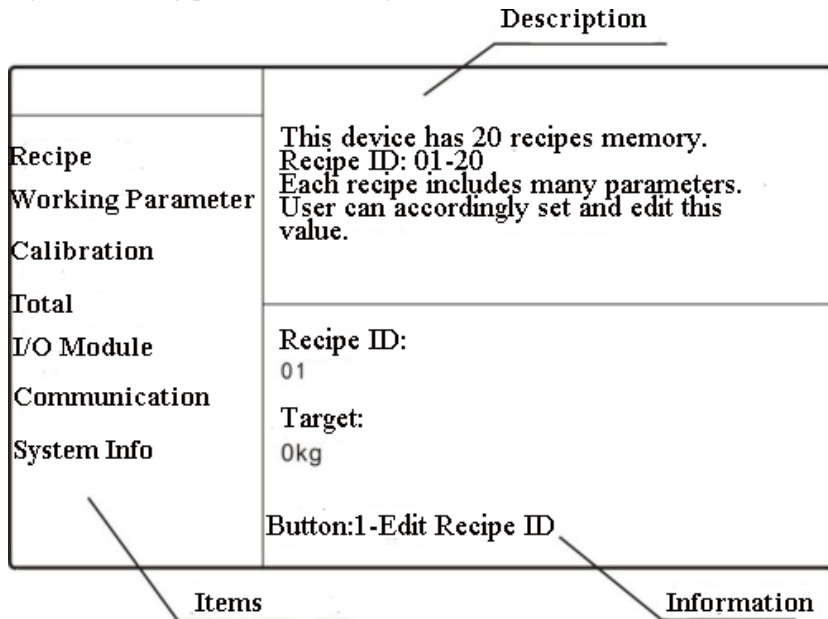 Description
This device has 20 recipes memory.
Recipe ID: 01-20
Each recipe includes many parameters.
User can accordingly set and edit this
value.
Recipe
Working Parameter
Calibration
Total
I/O Module
Communication
System Info
Recipe ID:
01
Target:
0kg
Button:1-Edit Recipe ID
Items
Information